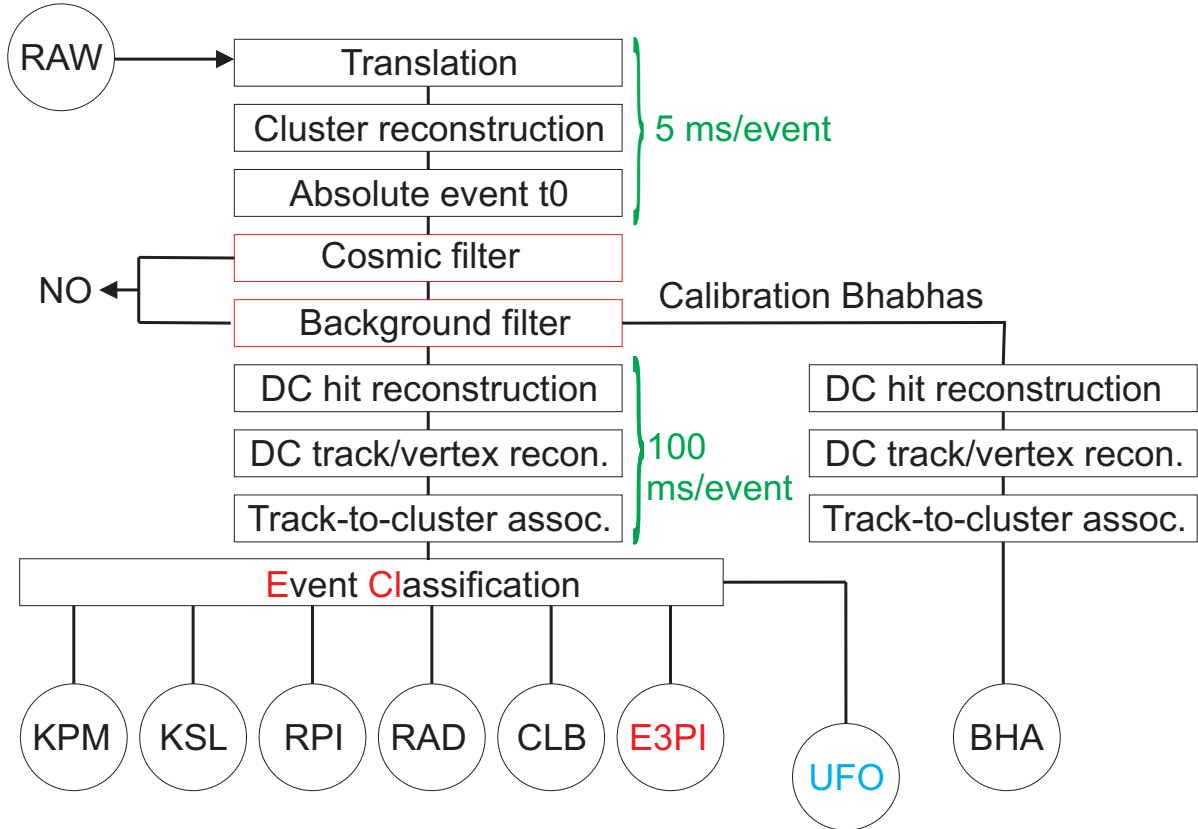 RAW
Translation
Cluster reconstruction
5 ms/event
Absolute event t0
Cosmic filter
NO
Background filter
Calibration Bhabhas
DC hit reconstruction
DC track/vertex recon.
Track-to-cluster assoc.
100
ms/event
DC hit reconstruction
DC track/vertex recon.
Track-to-cluster assoc.
Event Classification
KPM
KSL
RPI
RAD
CLB
E3PI
UFO
BHA